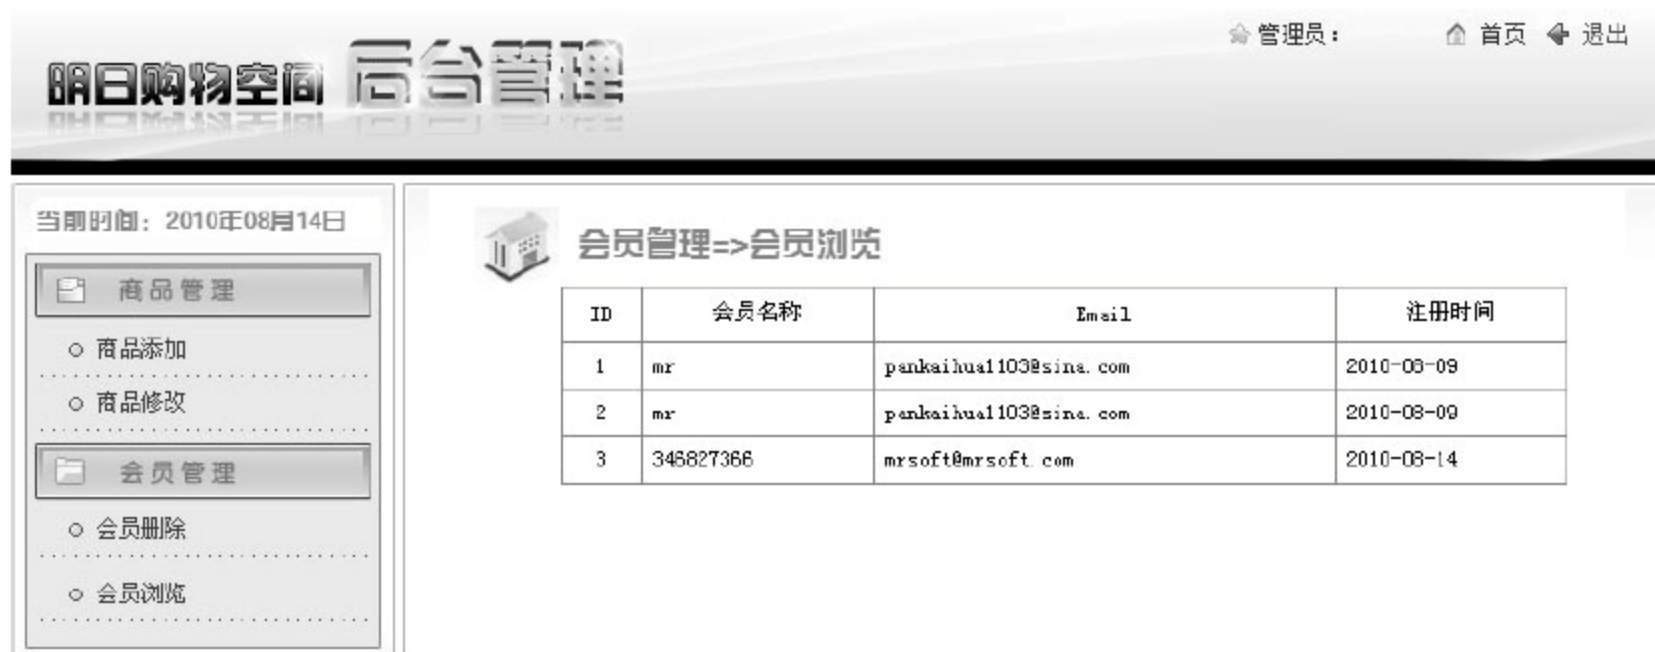 明日购物空间 后台管理
管理员： 首页 退出
当前时间：2010年08月14日
商品管理
商品添加
商品修改
会员管理
会员删除
会员浏览
会员管理=>会员浏览
ID 会员名称 Email 注册时间
1 mr pankaihua1103@sina.com 2010-08-09
2 mr pankaihua1103@sina.com 2010-08-09
3 346827366 mrsoft@mrsoft.com 2010-08-14